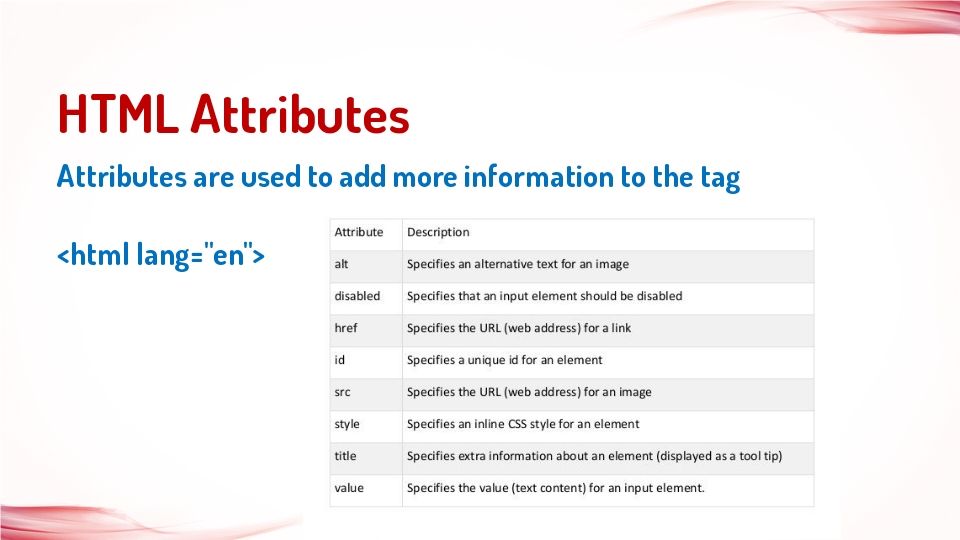 HTML Attributes
Attributes are used to add more information to the tag
<html lang="en">
Attribute Description
alt Specifies an alternative text for an image
disabled Specifies that an input element should be disabled
href Specifies the URL (web address) for a link
id Specifies a unique id for an element
src Specifies the URL (web address) for an image
style Specifies an inline CSS style for an element
title Specifies extra information about an element (displayed as a tool tip)
value Specifies the value (text content) for an input element.